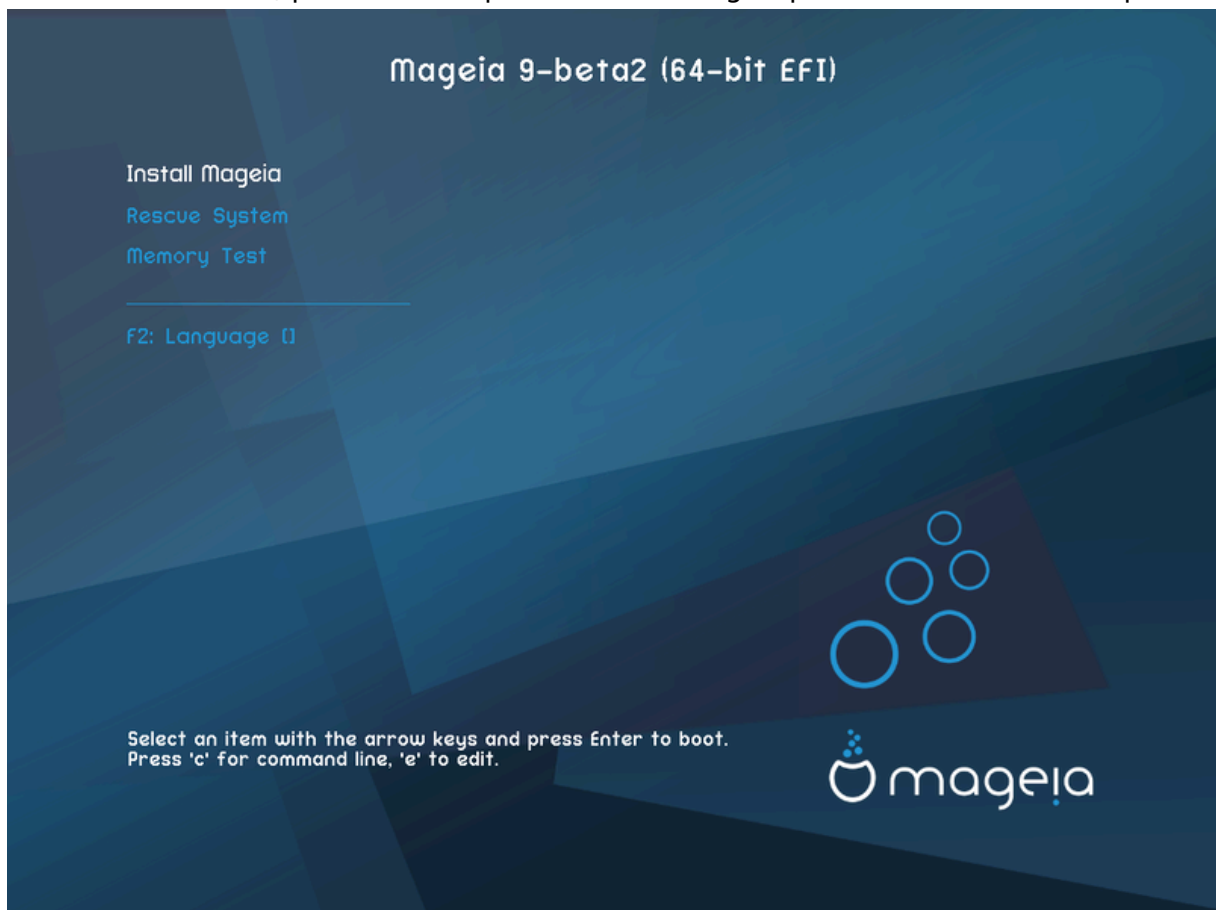 Mageia 9-beta2 (64-bit EFI)
Install Mageia
Rescue System
Memory Test
F2: Language []
Select an item with the arrow keys and press Enter to boot.
Press 'c' for command line, 'e' to edit.
mageia